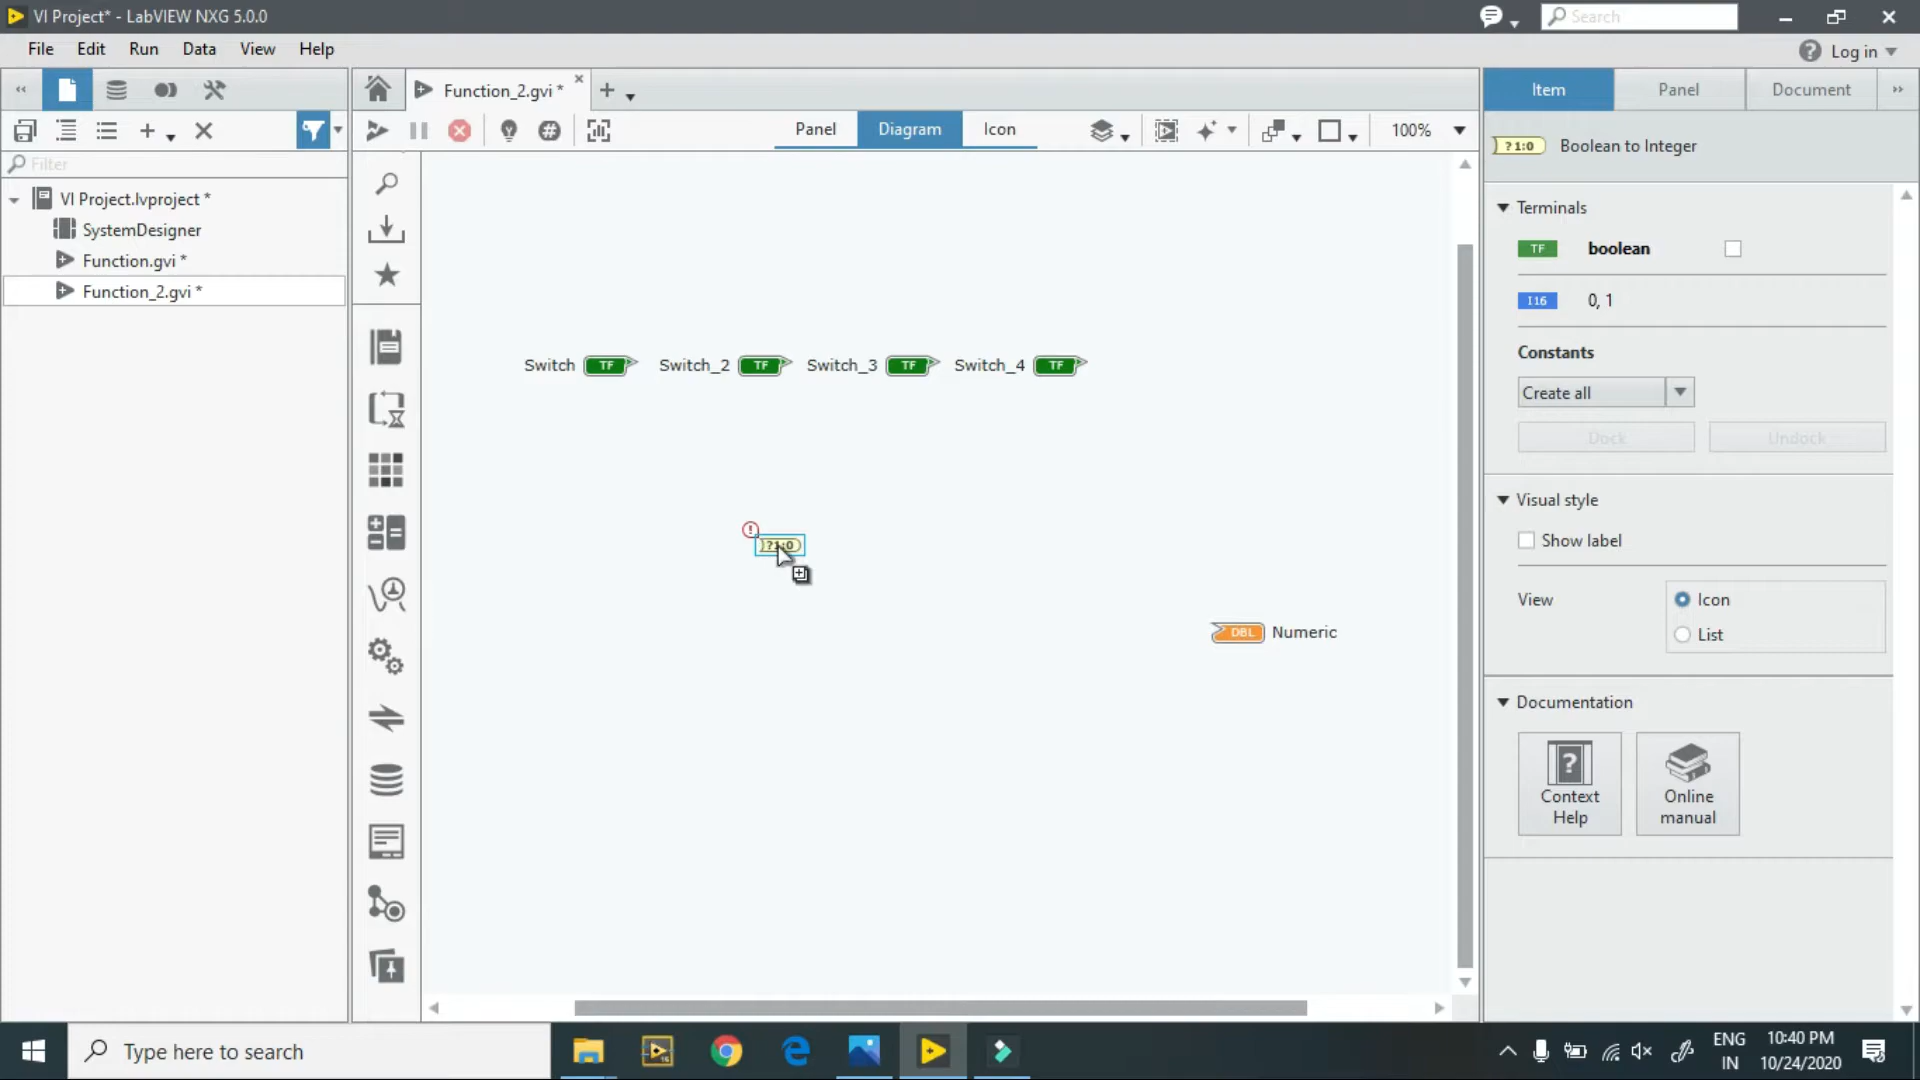 VI Project* - LabVIEW NXG 5.0.0
Search
File Edit Run Data View Help
Log in
Function_2.gvi *
Item Panel Document
Panel Diagram Icon
100%
?1:0 Boolean to Integer
Filter
VI Project.lvproject *
SystemDesigner
Function.gvi *
Function_2.gvi *
Switch TF Switch_2 TF Switch_3 TF Switch_4 TF
?1:0
DBL Numeric
Terminals
TF boolean
I16 0, 1
Constants
Create all
Dock Undock
Visual style
Show label
View Icon
List
Documentation
Context
Help
Online
manual
Type here to search
ENG
IN
10:40 PM
10/24/2020